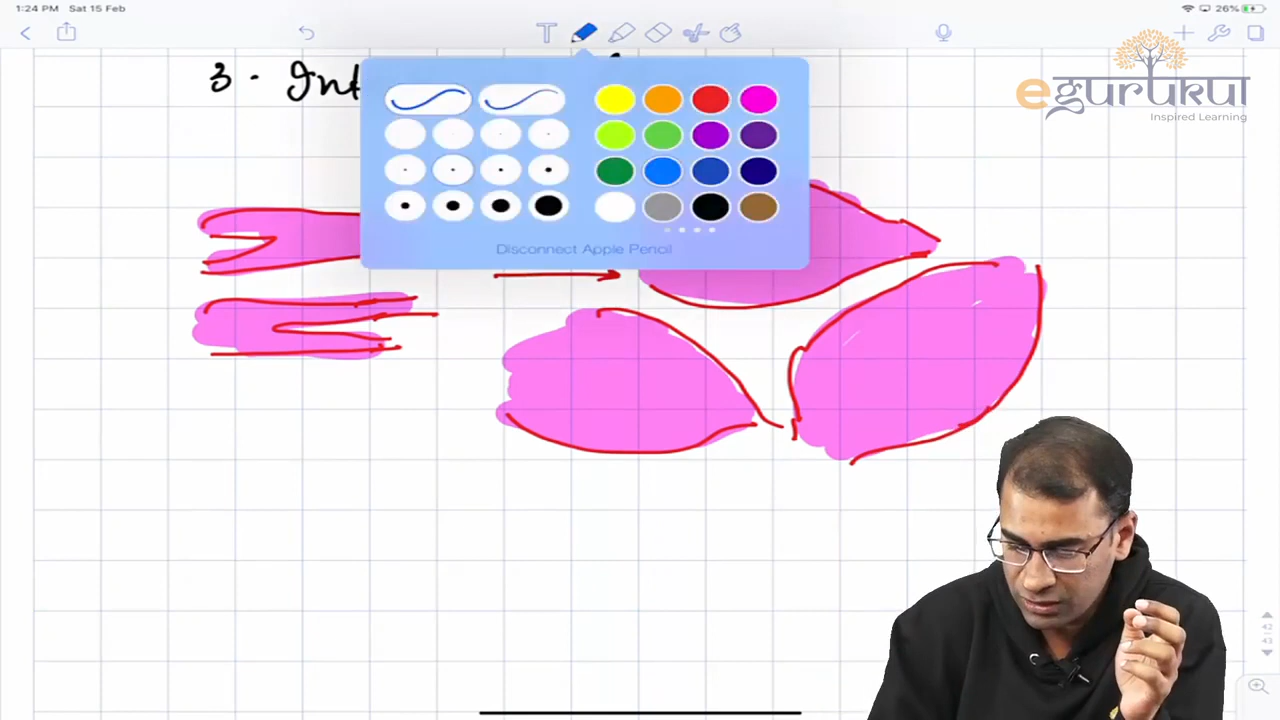 1:24 PM Sat 15 Feb
26%
T
3 · Int
egurukul
Inspired Learning
Disconnect Apple Pencil